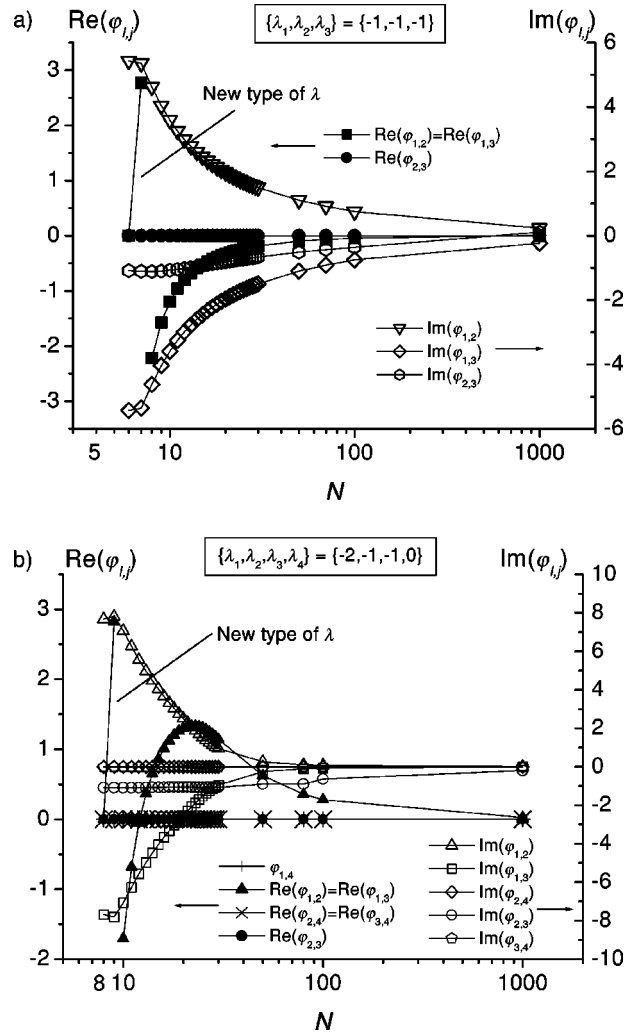 a) Re(φl,j) {λ1,λ2,λ3} = {-1,-1,-1} Im(φl,j)
3
2
1
0
-1
-2
-3
6
4
2
0
-2
-4
-6
New type of λ
Re(φ1,2)=Re(φ1,3)
Re(φ2,3)
Im(φ1,2)
Im(φ1,3)
Im(φ2,3)
5 10 100 1000
N
b) Re(φl,j) {λ1,λ2,λ3,λ4} = {-2,-1,-1,0} Im(φl,j)
3
2
1
0
-1
-2
10
8
6
4
2
0
-2
-4
-6
-8
-10
New type of λ
φ1,4
Re(φ1,2)=Re(φ1,3)
Re(φ2,4)=Re(φ3,4)
Re(φ2,3)
Im(φ1,2)
Im(φ1,3)
Im(φ2,4)
Im(φ2,3)
Im(φ3,4)
8 10 100 1000
N